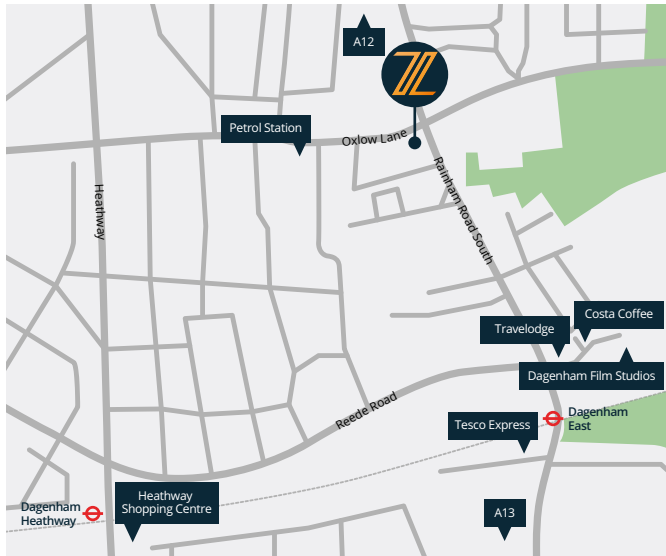 A12
Petrol Station
Oxlow Lane
Heathway
Rainham Road South
Costa Coffee
Travelodge
Dagenham Film Studios
Reede Road
Tesco Express
Dagenham
East
Heathway
Shopping Centre
Dagenham
Heathway
A13